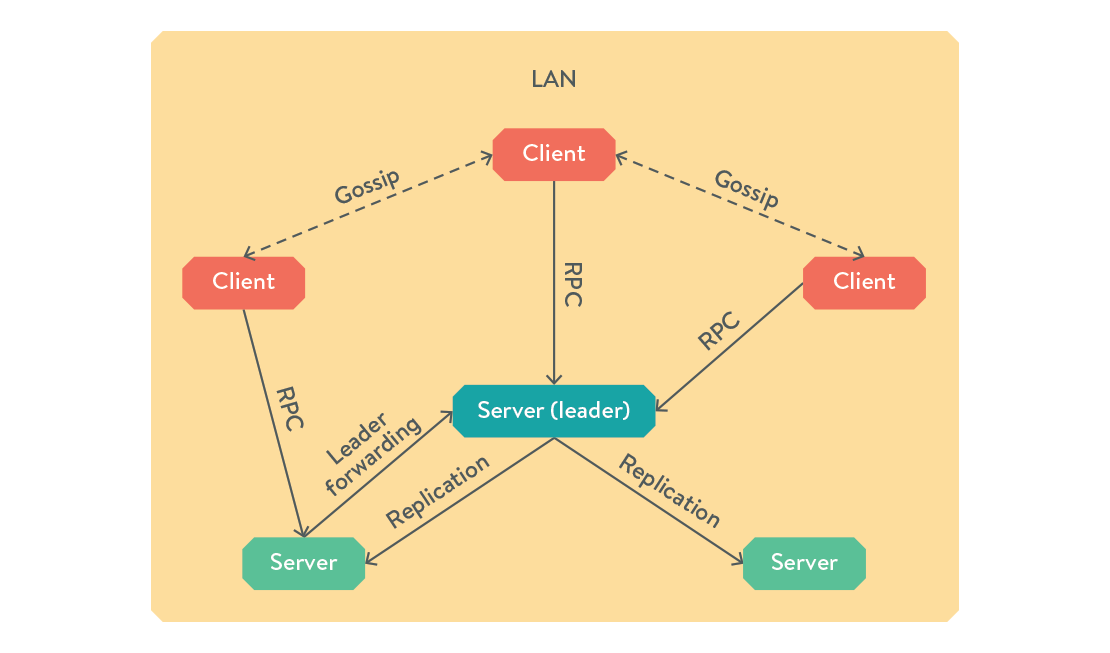 LAN
Client
Gossip
Gossip
Client
Client
RPC
RPC
RPC
Server (leader)
Leader
forwarding
Replication
Replication
Server
Server